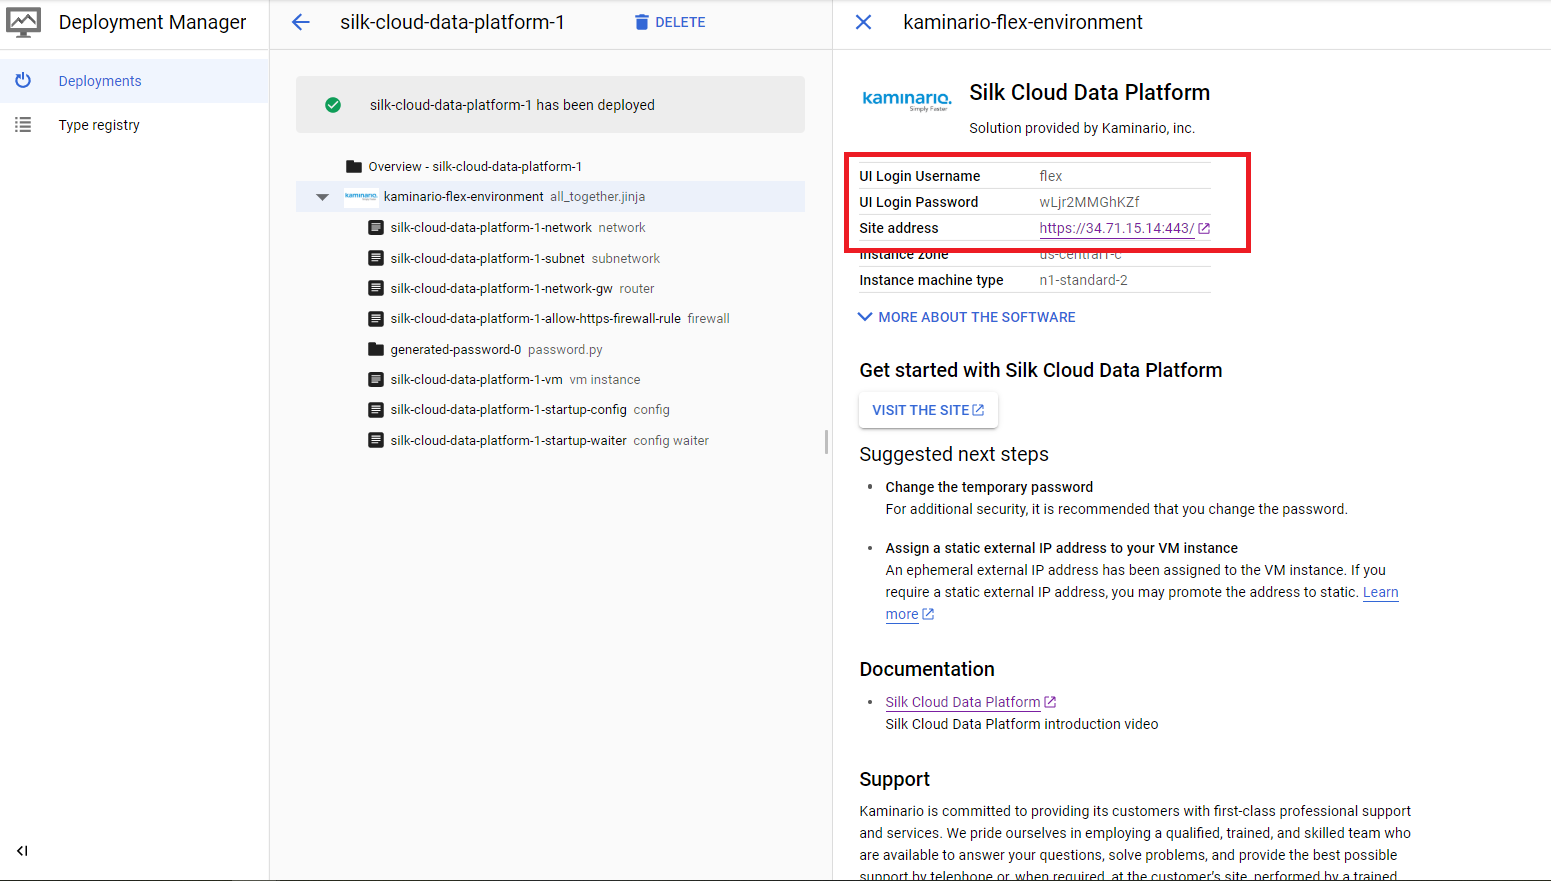 Deployment Manager
Deployments
Type registry
silk-cloud-data-platform-1
DELETE
silk-cloud-data-platform-1 has been deployed
Overview - silk-cloud-data-platform-1
kaminario. kaminario-flex-environment all_together.jinja
silk-cloud-data-platform-1-network network
silk-cloud-data-platform-1-subnet subnetwork
silk-cloud-data-platform-1-network-gw router
silk-cloud-data-platform-1-allow-https-firewall-rule firewall
generated-password-0 password.py
silk-cloud-data-platform-1-vm vm instance
silk-cloud-data-platform-1-startup-config config
silk-cloud-data-platform-1-startup-waiter config waiter
kaminario-flex-environment
kaminario.
Simply Faster
Silk Cloud Data Platform
Solution provided by Kaminario, inc.
UI Login Username flex
UI Login Password wLjr2MMGhKZf
Site address https://34.71.15.14:443/
Instance zone us-central1-c
Instance machine type n1-standard-2
MORE ABOUT THE SOFTWARE
Get started with Silk Cloud Data Platform
VISIT THE SITE
Suggested next steps
• Change the temporary password
For additional security, it is recommended that you change the password.
• Assign a static external IP address to your VM instance
An ephemeral external IP address has been assigned to the VM instance. If you
require a static external IP address, you may promote the address to static. Learn
more
Documentation
• Silk Cloud Data Platform
Silk Cloud Data Platform introduction video
Support
Kaminario is committed to providing its customers with first-class professional support
and services. We pride ourselves in employing a qualified, trained, and skilled team who
are available to answer your questions, solve problems, and provide the best possible
support by telephone or, when required, at the customer's site, performed by a trained